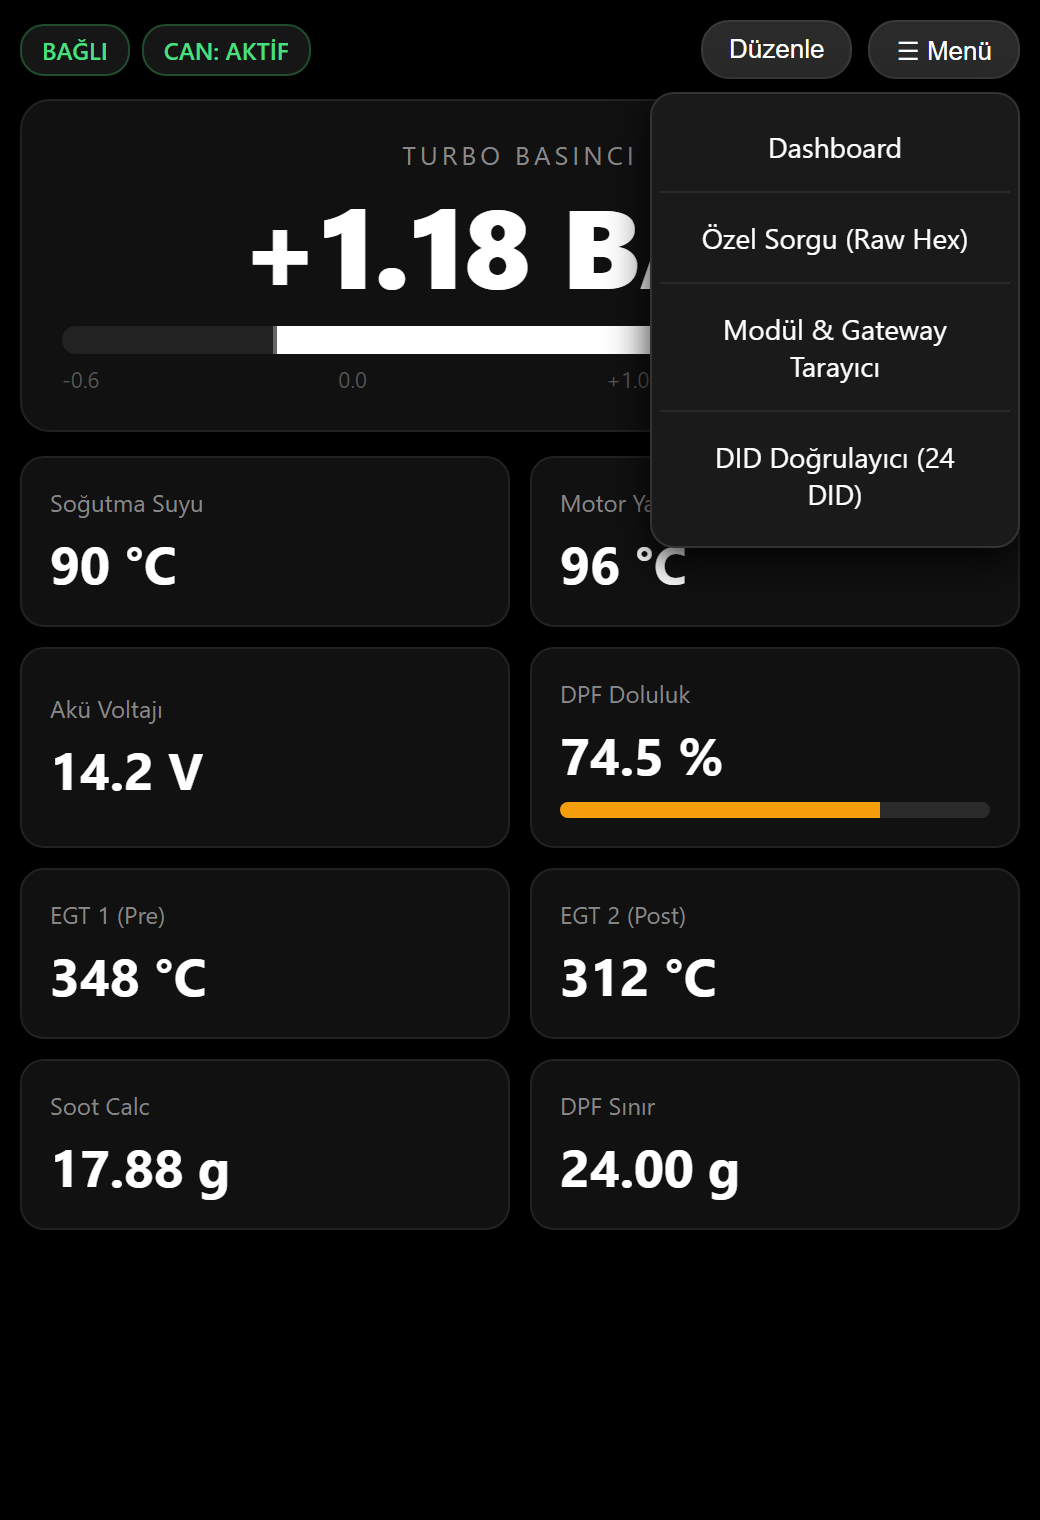 BAĞLI
CAN: AKTİF
Düzenle
☰ Menü
Dashboard
Özel Sorgu (Raw Hex)
Modül & Gateway
Tarayıcı
DID Doğrulayıcı (24
DID)
TURBO BASINCI
+1.18
-0.6
0.0
+1.0
Soğutma Suyu
90 °C
Motor
96 °C
Akü Voltajı
14.2 V
DPF Doluluk
74.5 %
EGT 1 (Pre)
348 °C
EGT 2 (Post)
312 °C
Soot Calc
17.88 g
DPF Sınır
24.00 g